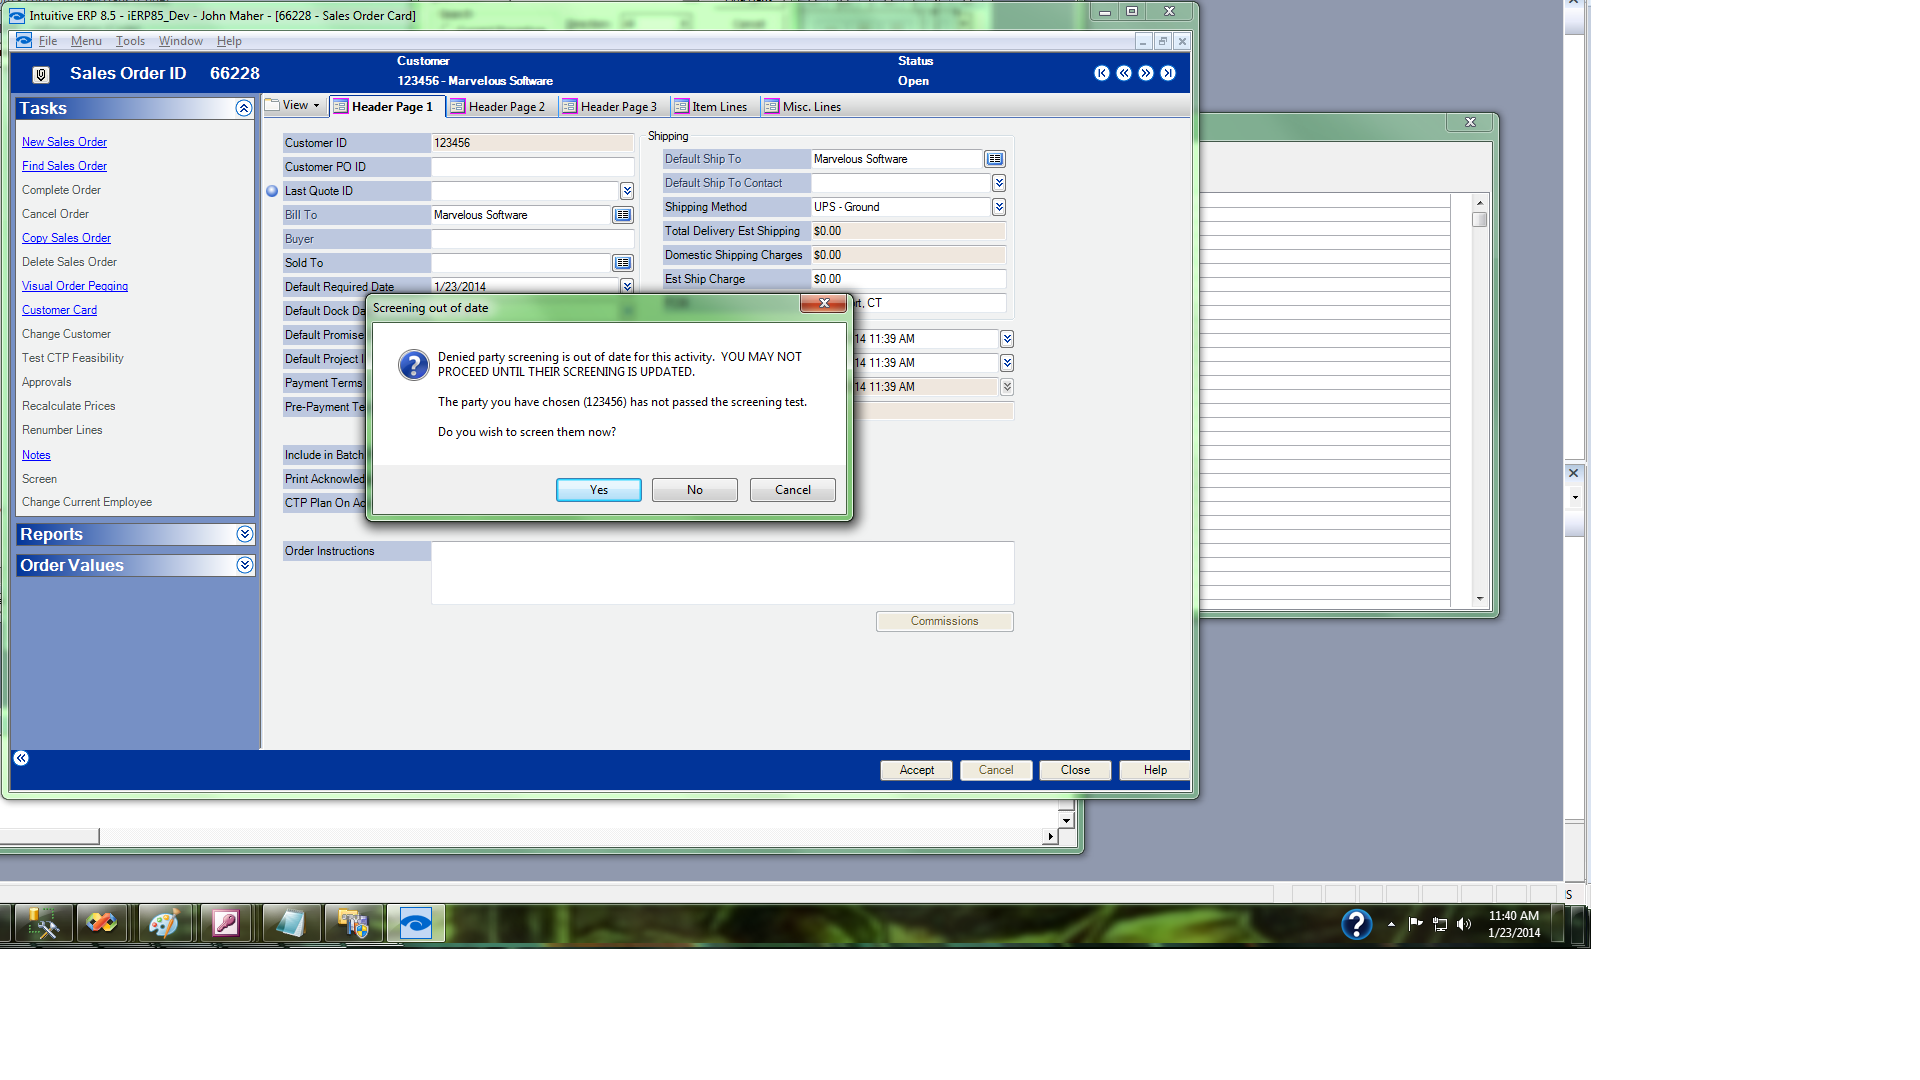 Intuitive ERP 8.5 - iERP85_Dev - John Maher - [66228 - Sales Order Card]
File Menu Tools Window Help
Sales Order ID 66228
Customer
123456 - Marvelous Software
Status
Open
Tasks
New Sales Order
Find Sales Order
Complete Order
Cancel Order
Copy Sales Order
Delete Sales Order
Visual Order Pegging
Customer Card
Change Customer
Test CTP Feasibility
Approvals
Recalculate Prices
Renumber Lines
Notes
Screen
Change Current Employee
Reports
Order Values
View Header Page 1 Header Page 2 Header Page 3 Item Lines Misc. Lines
Customer ID 123456
Customer PO ID
Last Quote ID
Bill To Marvelous Software
Buyer
Sold To
Default Required Date 1/23/2014
Default Dock Da
Default Promise
Default Project I
Payment Terms
Pre-Payment Te
Include in Batch
Print Acknowled
CTP Plan On Ac
Order Instructions
Shipping
Default Ship To Marvelous Software
Default Ship To Contact
Shipping Method UPS - Ground
Total Delivery Est Shipping $0.00
Domestic Shipping Charges $0.00
Est Ship Charge $0.00
rt, CT
14 11:39 AM
14 11:39 AM
14 11:39 AM
Screening out of date
Denied party screening is out of date for this activity. YOU MAY NOT
PROCEED UNTIL THEIR SCREENING IS UPDATED.
The party you have chosen (123456) has not passed the screening test.
Do you wish to screen them now?
Yes No Cancel
Commissions
Accept Cancel Close Help
S
11:40 AM
1/23/2014